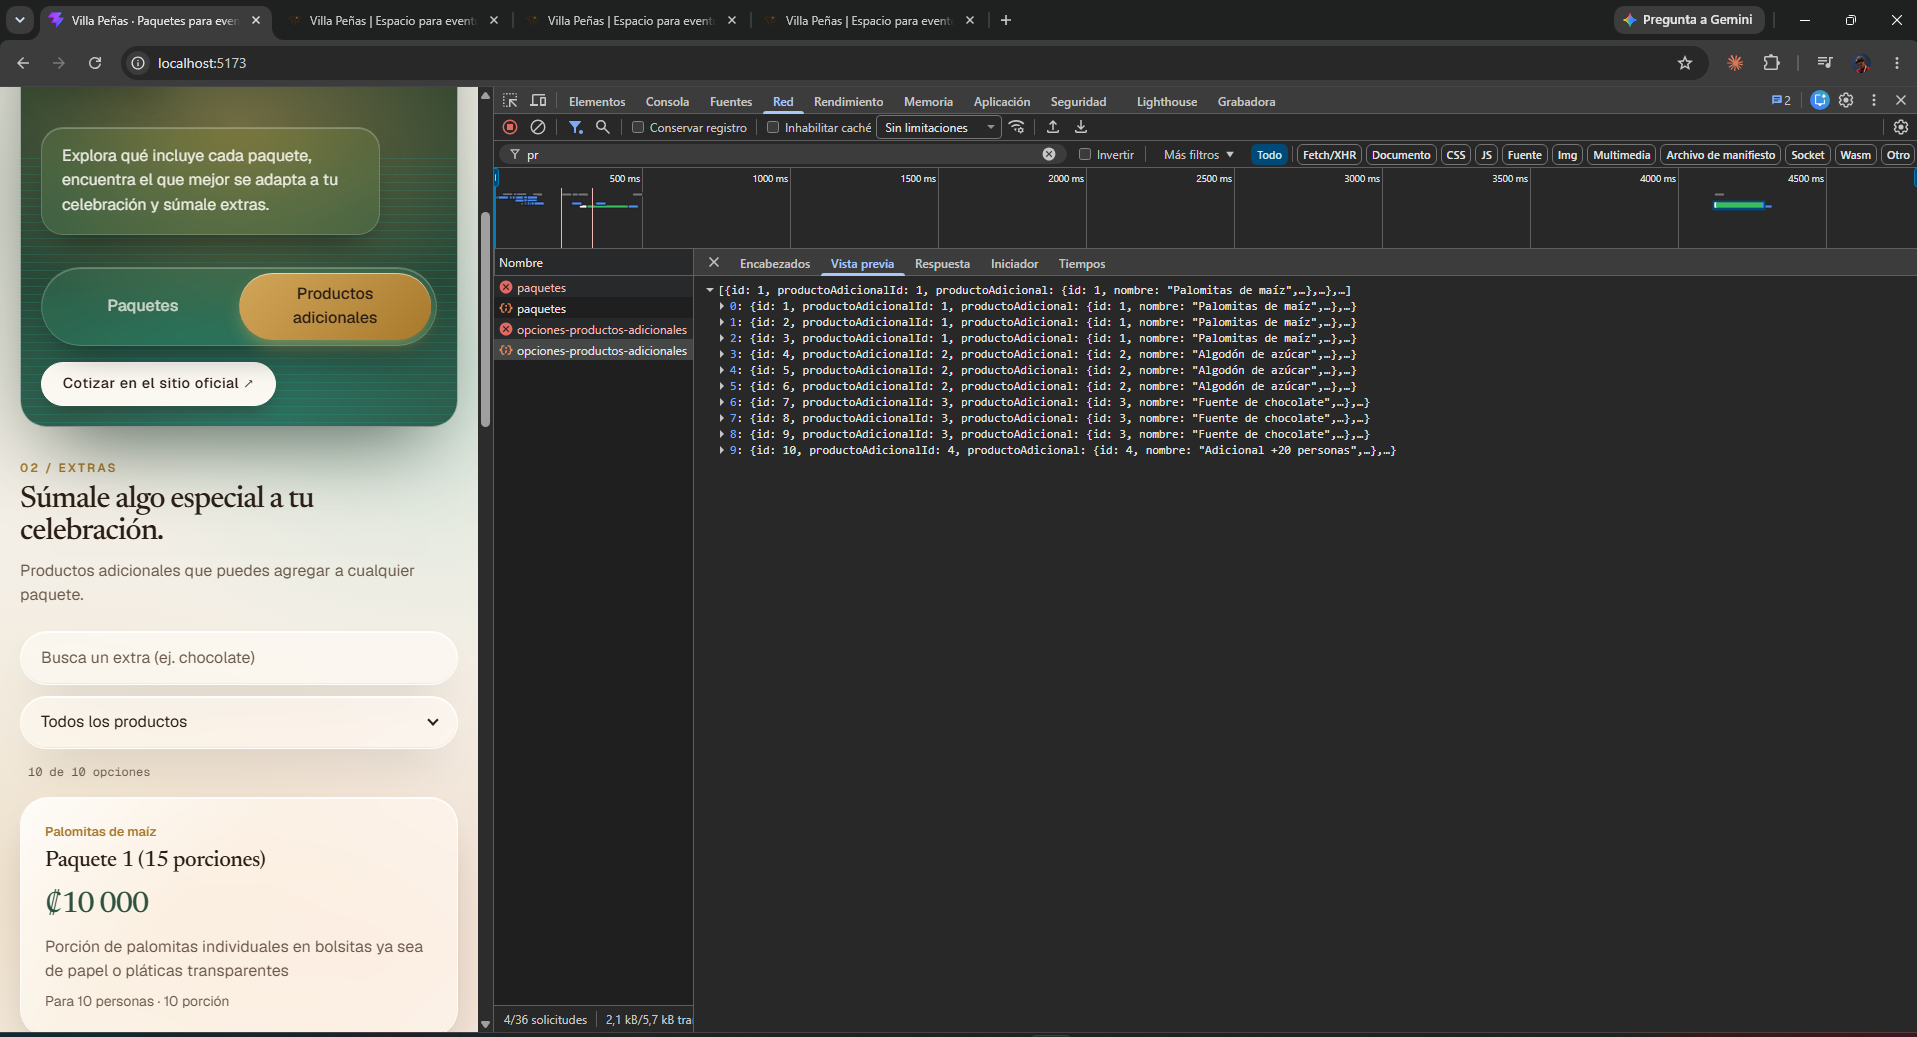 Villa Peñas · Paquetes para even
Villa Peñas | Espacio para event
Villa Peñas | Espacio para event
Villa Peñas | Espacio para event
Pregunta a Gemini
localhost:5173
Explora qué incluye cada paquete,
encuentra el que mejor se adapta a tu
celebración y súmale extras.
Paquetes
Productos
adicionales
Cotizar en el sitio oficial ↗
02 / EXTRAS
Súmale algo especial a tu
celebración.
Productos adicionales que puedes agregar a cualquier
paquete.
Busca un extra (ej. chocolate)
Todos los productos
10 de 10 opciones
Palomitas de maíz
Paquete 1 (15 porciones)
₡10 000
Porción de palomitas individuales en bolsitas ya sea
de papel o pláticas transparentes
Para 10 personas · 10 porción
Elementos Consola Fuentes Red Rendimiento Memoria Aplicación Seguridad Lighthouse Grabadora 2
Conservar registro Inhabilitar caché Sin limitaciones
pr Invertir Más filtros Todo Fetch/XHR Documento CSS JS Fuente Img Multimedia Archivo de manifiesto Socket Wasm Otro
500 ms 1000 ms 1500 ms 2000 ms 2500 ms 3000 ms 3500 ms 4000 ms 4500 ms
Nombre
paquetes
paquetes
opciones-productos-adicionales
opciones-productos-adicionales
4/36 solicitudes 2,1 kB/5,7 kB tra
Encabezados Vista previa Respuesta Iniciador Tiempos
[{id: 1, productoAdicionalId: 1, productoAdicional: {id: 1, nombre: "Palomitas de maíz",…},…},…]
0: {id: 1, productoAdicionalId: 1, productoAdicional: {id: 1, nombre: "Palomitas de maíz",…},…}
1: {id: 2, productoAdicionalId: 1, productoAdicional: {id: 1, nombre: "Palomitas de maíz",…},…}
2: {id: 3, productoAdicionalId: 1, productoAdicional: {id: 1, nombre: "Palomitas de maíz",…},…}
3: {id: 4, productoAdicionalId: 2, productoAdicional: {id: 2, nombre: "Algodón de azúcar",…},…}
4: {id: 5, productoAdicionalId: 2, productoAdicional: {id: 2, nombre: "Algodón de azúcar",…},…}
5: {id: 6, productoAdicionalId: 2, productoAdicional: {id: 2, nombre: "Algodón de azúcar",…},…}
6: {id: 7, productoAdicionalId: 3, productoAdicional: {id: 3, nombre: "Fuente de chocolate",…},…}
7: {id: 8, productoAdicionalId: 3, productoAdicional: {id: 3, nombre: "Fuente de chocolate",…},…}
8: {id: 9, productoAdicionalId: 3, productoAdicional: {id: 3, nombre: "Fuente de chocolate",…},…}
9: {id: 10, productoAdicionalId: 4, productoAdicional: {id: 4, nombre: "Adicional +20 personas",…},…}